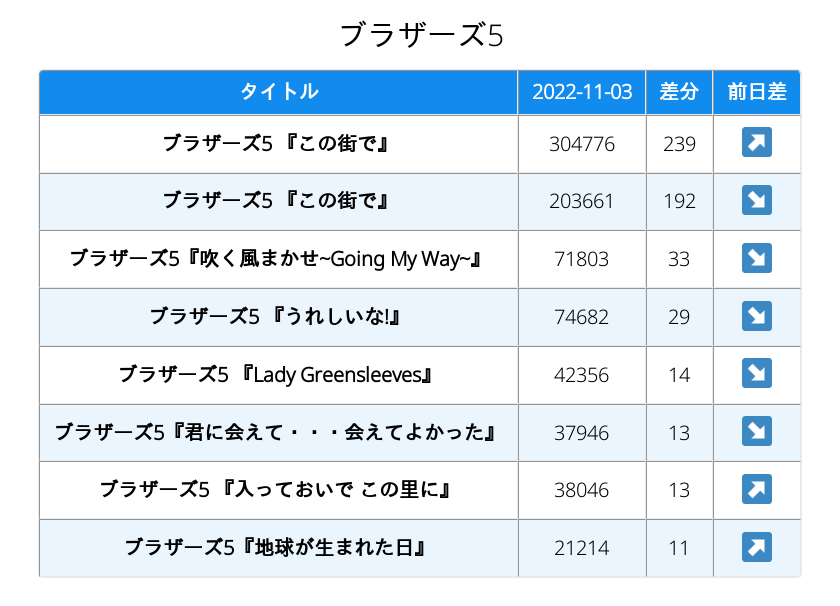 ブラザーズ5
タイトル 2022-11-03 差分 前日差
ブラザーズ5 『この街で』 304776 239 ↗
ブラザーズ5 『この街で』 203661 192 ↘
ブラザーズ5『吹く風まかせ~Going My Way~』 71803 33 ↘
ブラザーズ5 『うれしいな!』 74682 29 ↘
ブラザーズ5 『Lady Greensleeves』 42356 14 ↘
ブラザーズ5『君に会えて・・・会えてよかった』 37946 13 ↘
ブラザーズ5 『入っておいで この里に』 38046 13 ↗
ブラザーズ5『地球が生まれた日』 21214 11 ↗